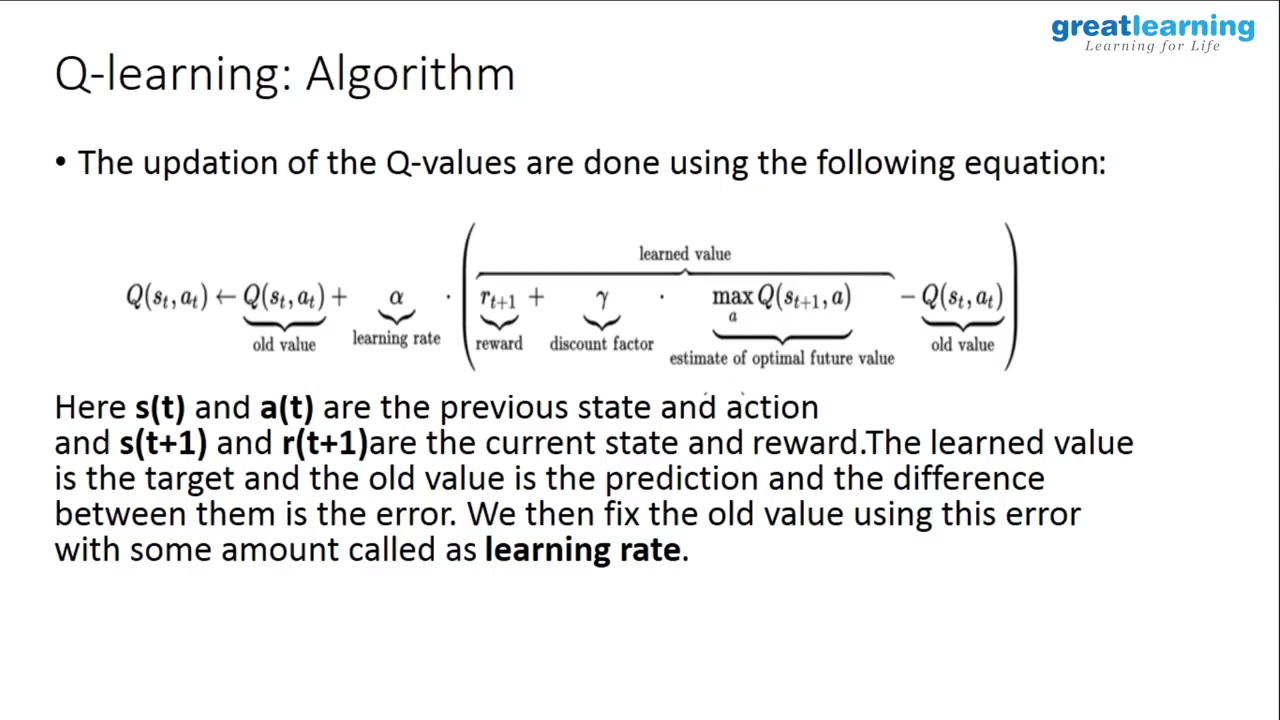 greatlearning
Learning for Life
Q-learning: Algorithm
• The updation of the Q-values are done using the following equation:
learned value
Q(sₜ, aₜ) ← Q(sₜ, aₜ) + α · ( rₜ₊₁ + γ · max Q(sₜ₊₁, a) − Q(sₜ, aₜ) )
a
old value learning rate reward discount factor estimate of optimal future value old value
Here s(t) and a(t) are the previous state and action
and s(t+1) and r(t+1)are the current state and reward.The learned value
is the target and the old value is the prediction and the difference
between them is the error. We then fix the old value using this error
with some amount called as learning rate.